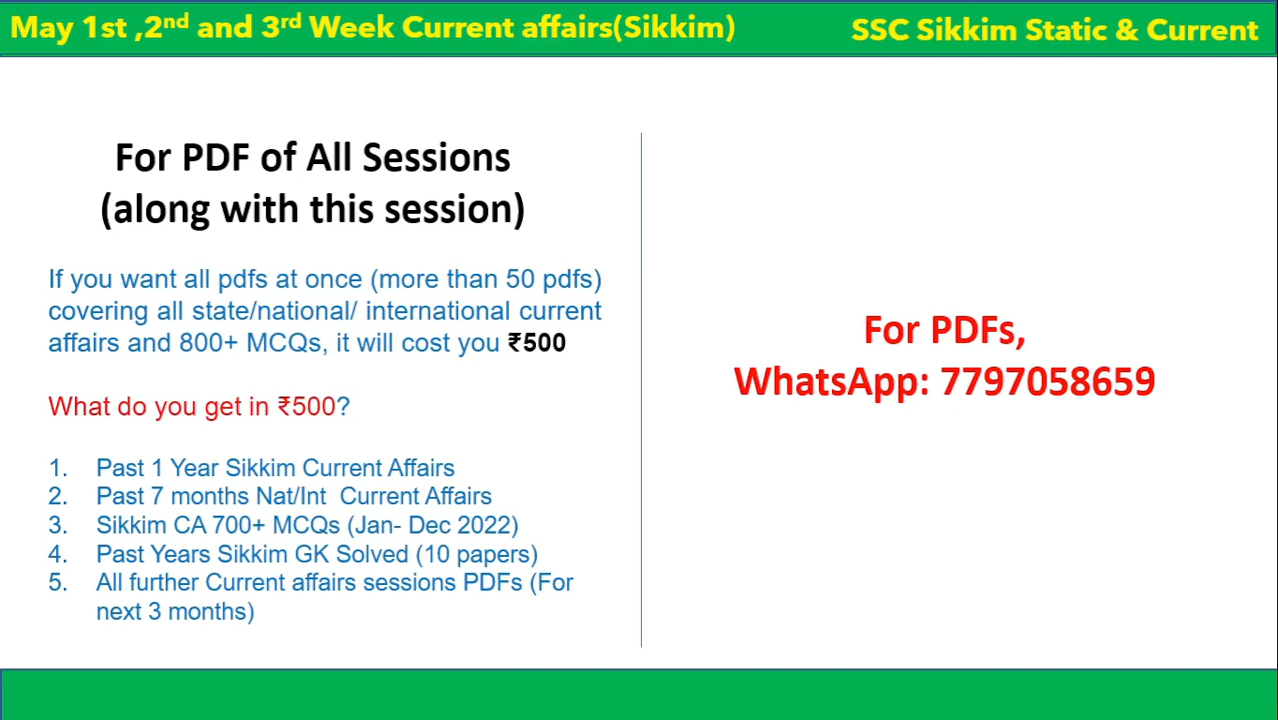 May 1st ,2nd and 3rd Week Current affairs(Sikkim)
SSC Sikkim Static & Current
For PDF of All Sessions
(along with this session)
If you want all pdfs at once (more than 50 pdfs)
covering all state/national/ international current
affairs and 800+ MCQs, it will cost you ₹500
What do you get in ₹500?
1. Past 1 Year Sikkim Current Affairs
2. Past 7 months Nat/Int Current Affairs
3. Sikkim CA 700+ MCQs (Jan- Dec 2022)
4. Past Years Sikkim GK Solved (10 papers)
5. All further Current affairs sessions PDFs (For
next 3 months)
For PDFs,
WhatsApp: 7797058659